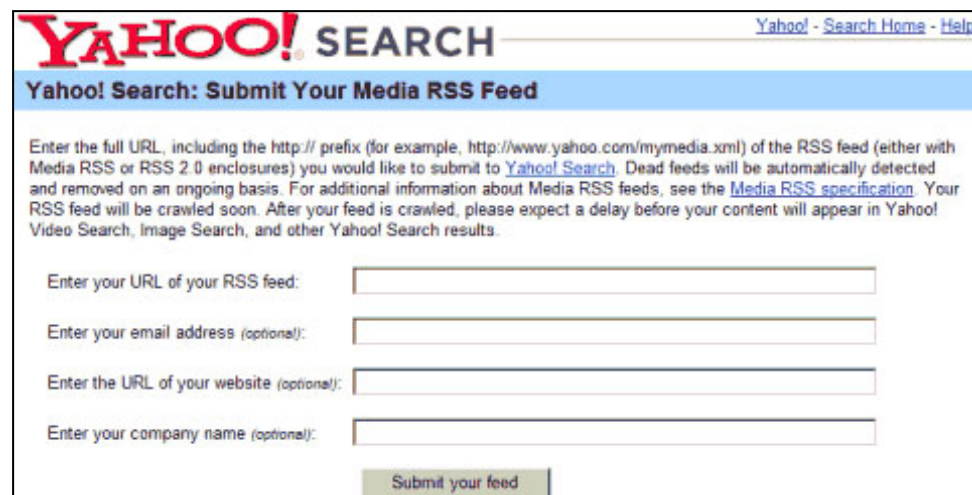 YAHOO! SEARCH
Yahoo! - Search Home - Help
Yahoo! Search: Submit Your Media RSS Feed
Enter the full URL, including the http:// prefix (for example, http://www.yahoo.com/mymedia.xml) of the RSS feed (either with
Media RSS or RSS 2.0 enclosures) you would like to submit to Yahoo! Search. Dead feeds will be automatically detected
and removed on an ongoing basis. For additional information about Media RSS feeds, see the Media RSS specification. Your
RSS feed will be crawled soon. After your feed is crawled, please expect a delay before your content will appear in Yahoo!
Video Search, Image Search, and other Yahoo! Search results.
Enter your URL of your RSS feed:
Enter your email address (optional):
Enter the URL of your website (optional):
Enter your company name (optional):
Submit your feed